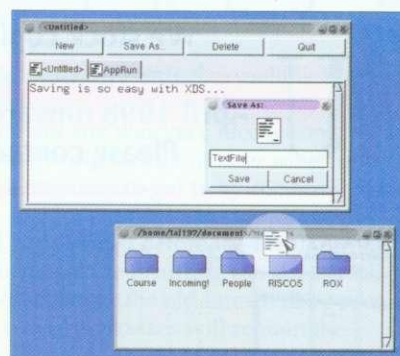 <Untitled>
New Save As.. Delete Quit
<Untitled> AppRun
Saving is so easy with XDS...
Save As:
TextFile
Save Cancel
/home/tal197/documents/
Course Incoming! People RISCOS ROX